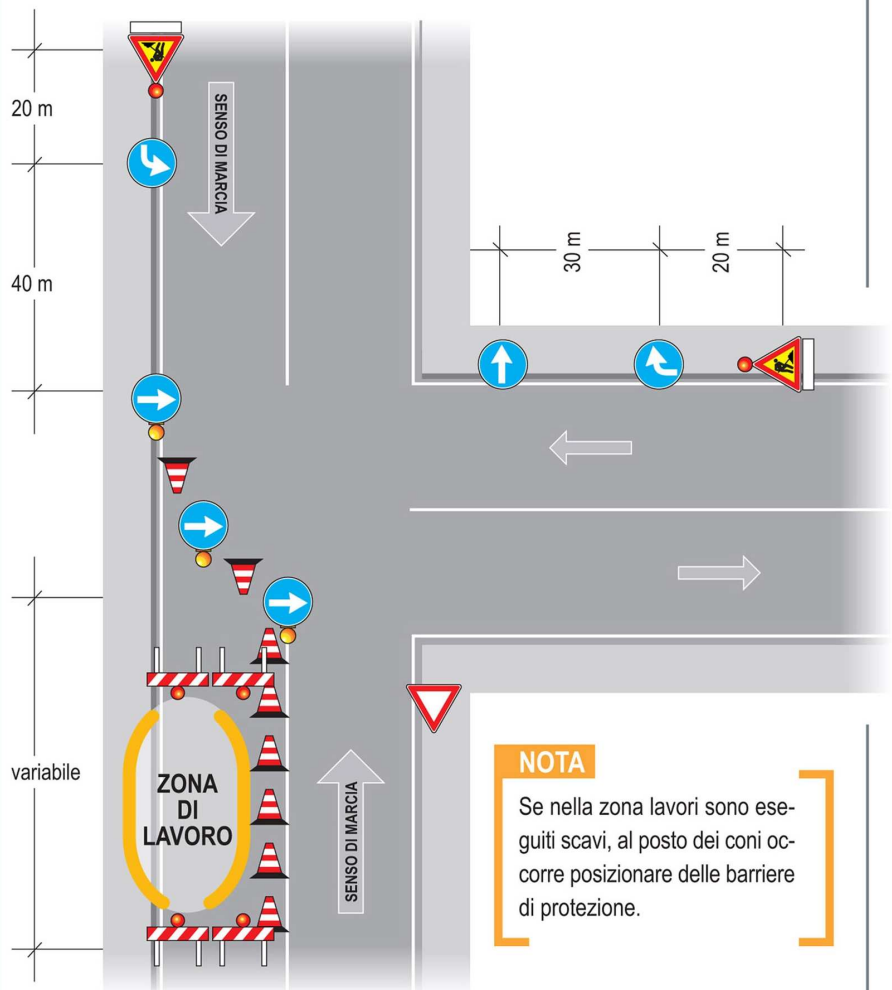 20 m
SENSO DI MARCIA
40 m
30 m
20 m
variabile
ZONA
DI
LAVORO
SENSO DI MARCIA
NOTA
Se nella zona lavori sono ese-
guiti scavi, al posto dei coni oc-
corre posizionare delle barriere
di protezione.